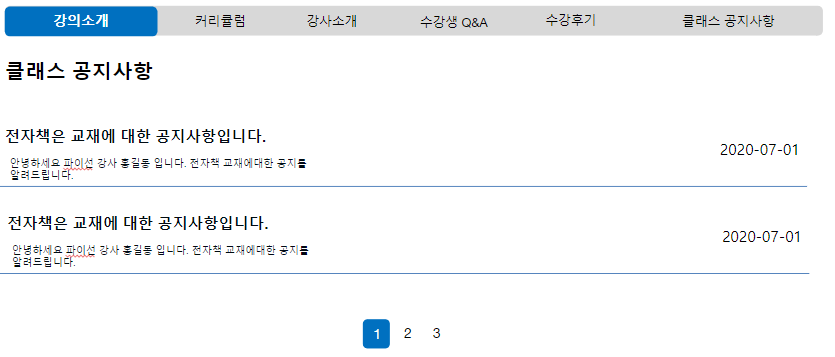 강의소개 커리큘럼 강사소개 수강생 Q&A 수강후기 클래스 공지사항
클래스 공지사항
전자책은 교재에 대한 공지사항입니다.
2020-07-01
안녕하세요 파이선 강사 홍길동 입니다. 전자책 교재에대한 공지를
알려드립니다.
전자책은 교재에 대한 공지사항입니다.
2020-07-01
안녕하세요 파이선 강사 홍길동 입니다. 전자책 교재에대한 공지를
알려드립니다.
1 2 3